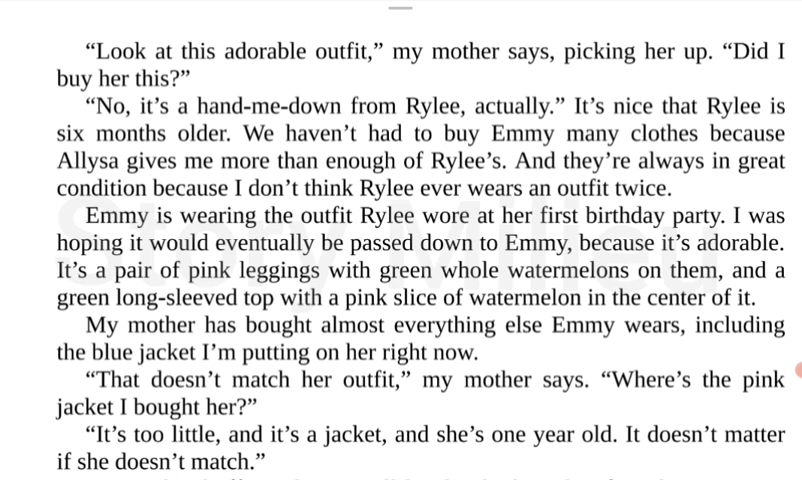 “Look at this adorable outfit,” my mother says, picking her up. “Did I
buy her this?”
“No, it’s a hand-me-down from Rylee, actually.” It’s nice that Rylee is
six months older. We haven’t had to buy Emmy many clothes because
Allysa gives me more than enough of Rylee’s. And they’re always in great
condition because I don’t think Rylee ever wears an outfit twice.
Emmy is wearing the outfit Rylee wore at her first birthday party. I was
hoping it would eventually be passed down to Emmy, because it’s adorable.
It’s a pair of pink leggings with green whole watermelons on them, and a
green long-sleeved top with a pink slice of watermelon in the center of it.
My mother has bought almost everything else Emmy wears, including
the blue jacket I’m putting on her right now.
“That doesn’t match her outfit,” my mother says. “Where’s the pink
jacket I bought her?”
“It’s too little, and it’s a jacket, and she’s one year old. It doesn’t matter
if she doesn’t match.”
Story Milieu